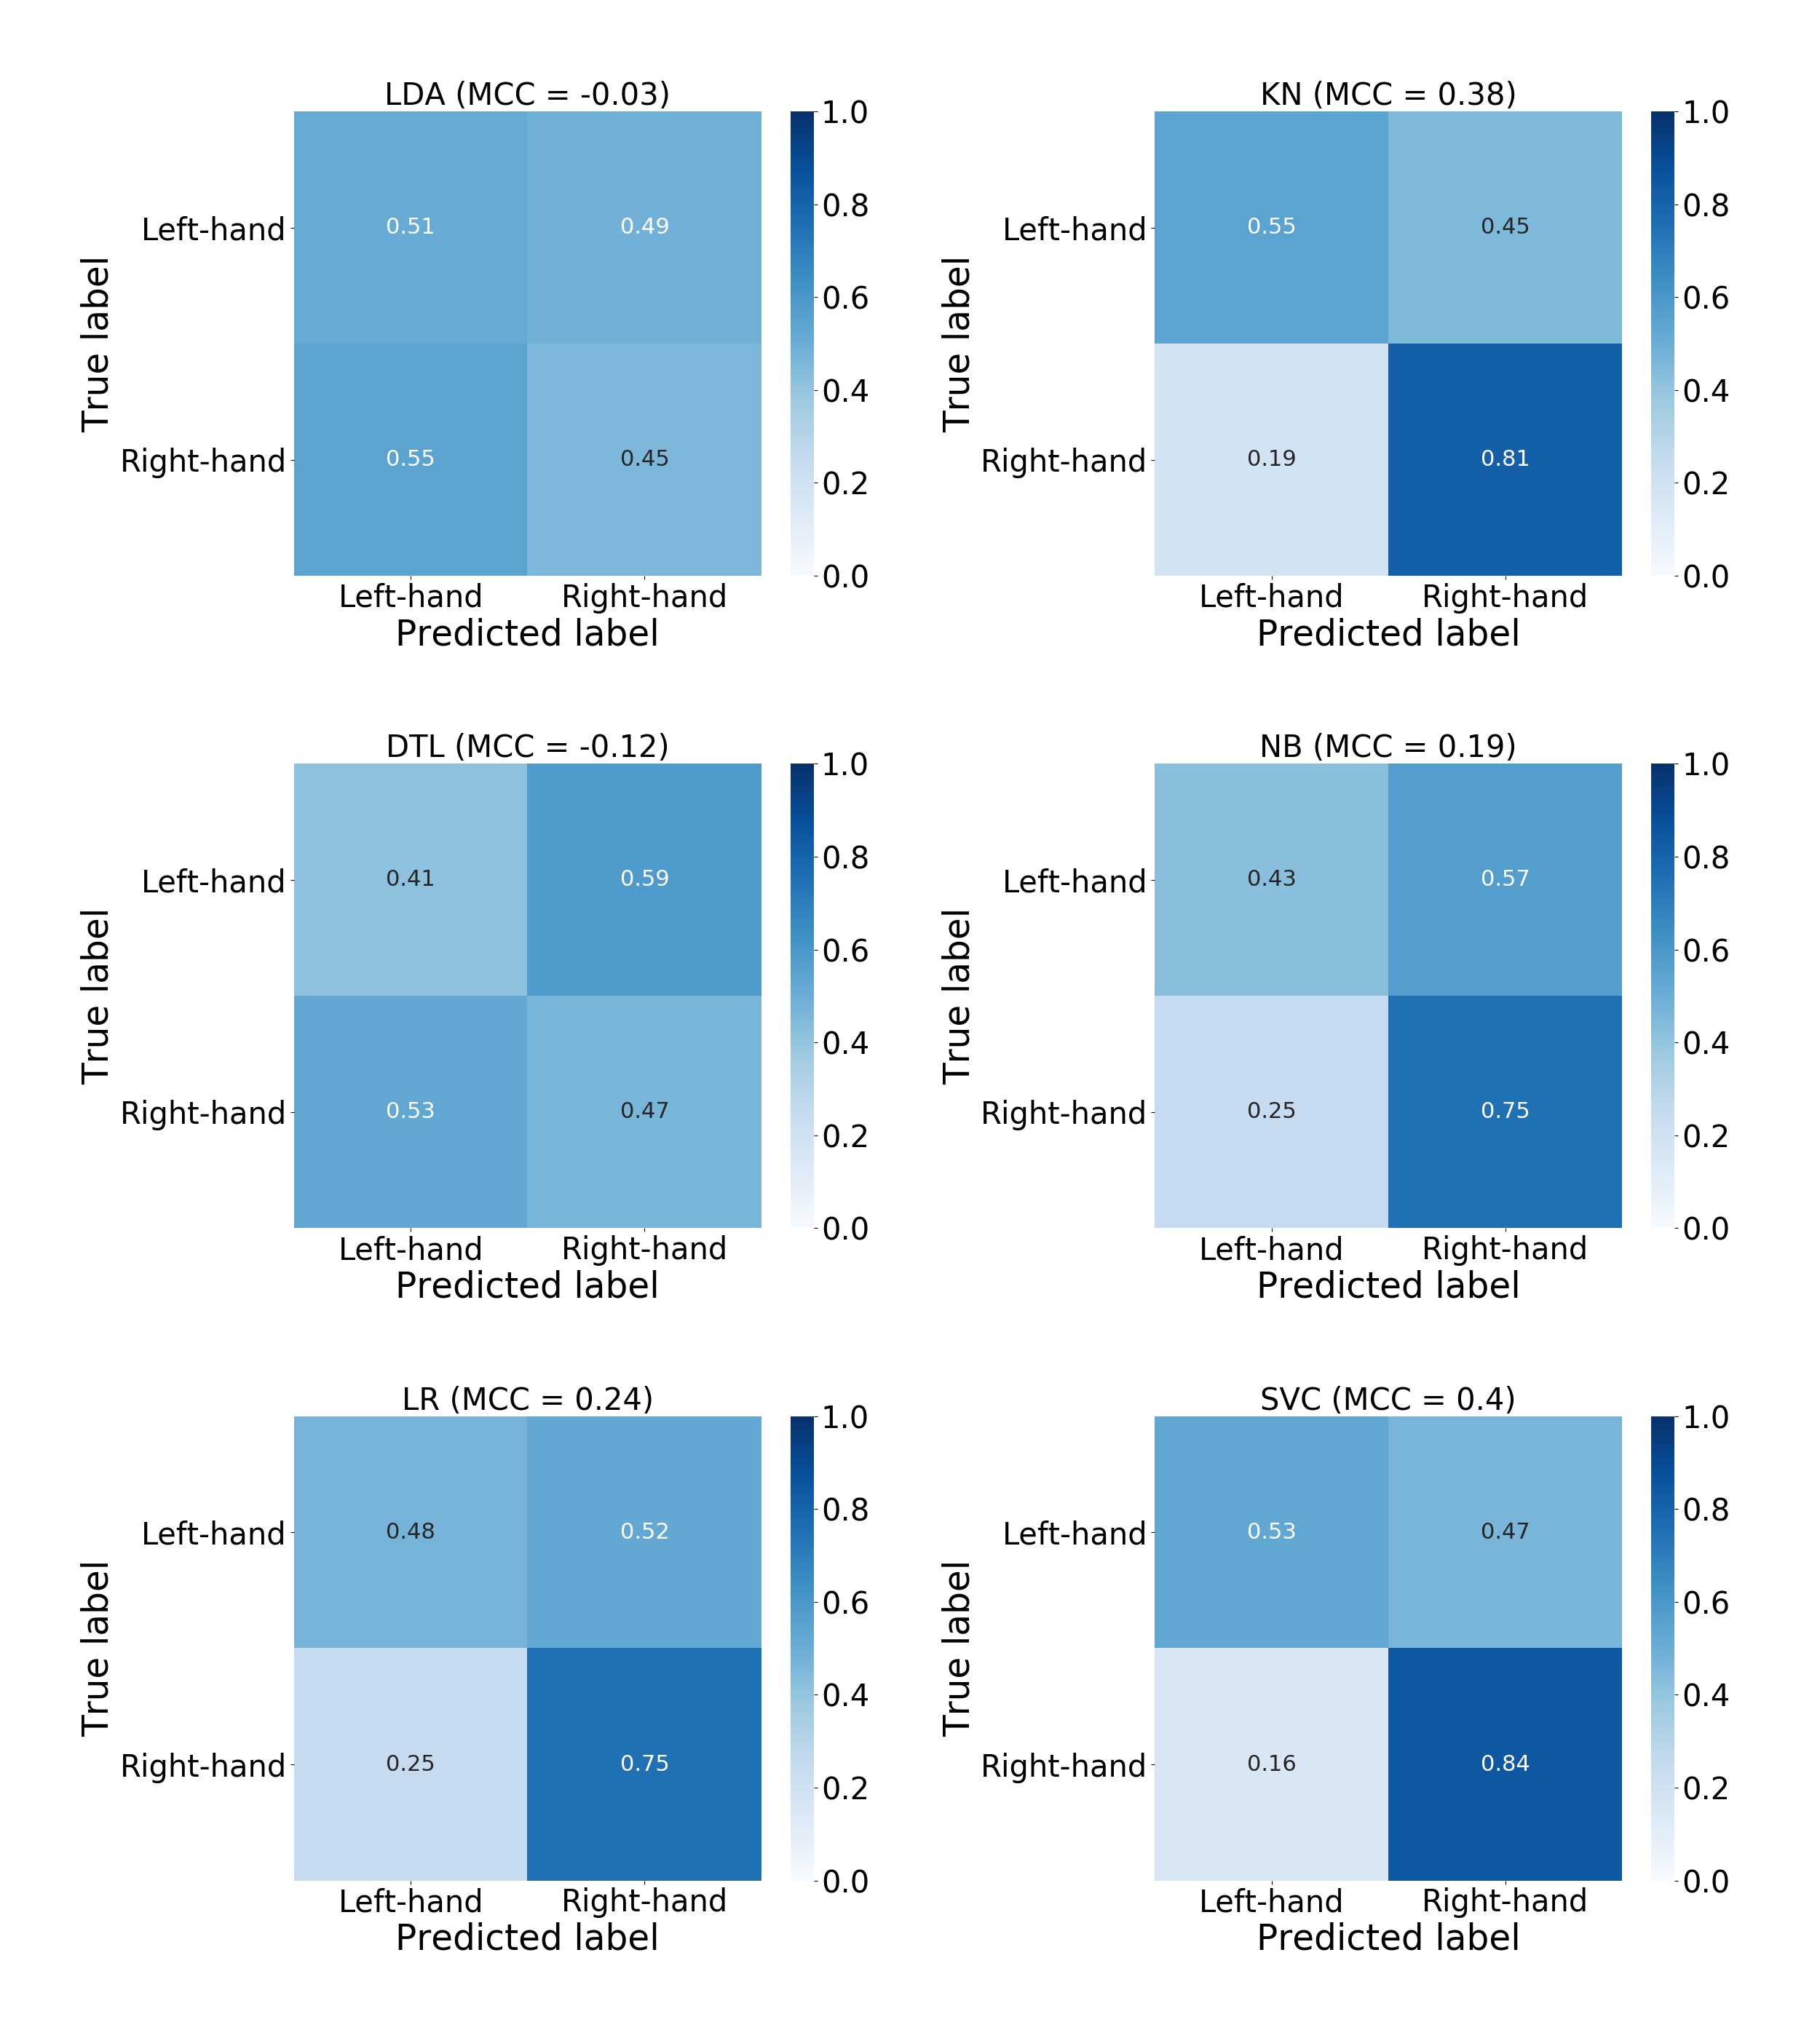 LDA (MCC = -0.03)
1.0
0.8
0.6
0.4
0.2
0.0
True label
Left-hand
Right-hand
0.51 0.49
0.55 0.45
Left-hand Right-hand
Predicted label
KN (MCC = 0.38)
1.0
0.8
0.6
0.4
0.2
0.0
True label
Left-hand
Right-hand
0.55 0.45
0.19 0.81
Left-hand Right-hand
Predicted label
DTL (MCC = -0.12)
1.0
0.8
0.6
0.4
0.2
0.0
True label
Left-hand
Right-hand
0.41 0.59
0.53 0.47
Left-hand Right-hand
Predicted label
NB (MCC = 0.19)
1.0
0.8
0.6
0.4
0.2
0.0
True label
Left-hand
Right-hand
0.43 0.57
0.25 0.75
Left-hand Right-hand
Predicted label
LR (MCC = 0.24)
1.0
0.8
0.6
0.4
0.2
0.0
True label
Left-hand
Right-hand
0.48 0.52
0.25 0.75
Left-hand Right-hand
Predicted label
SVC (MCC = 0.4)
1.0
0.8
0.6
0.4
0.2
0.0
True label
Left-hand
Right-hand
0.53 0.47
0.16 0.84
Left-hand Right-hand
Predicted label